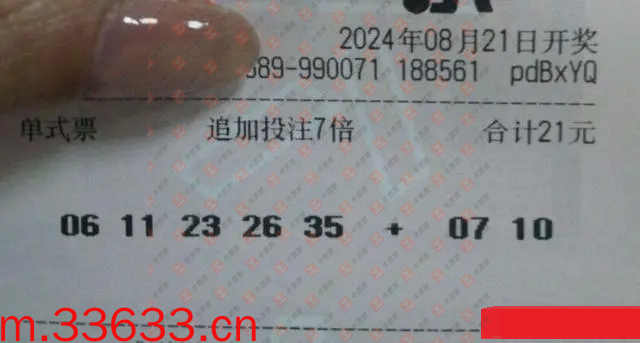 2024年08月21日开奖
689-990071 188561 pdBxYQ
单式票 追加投注7倍 合计21元
06 11 23 26 35 + 07 10
m.33633.cn